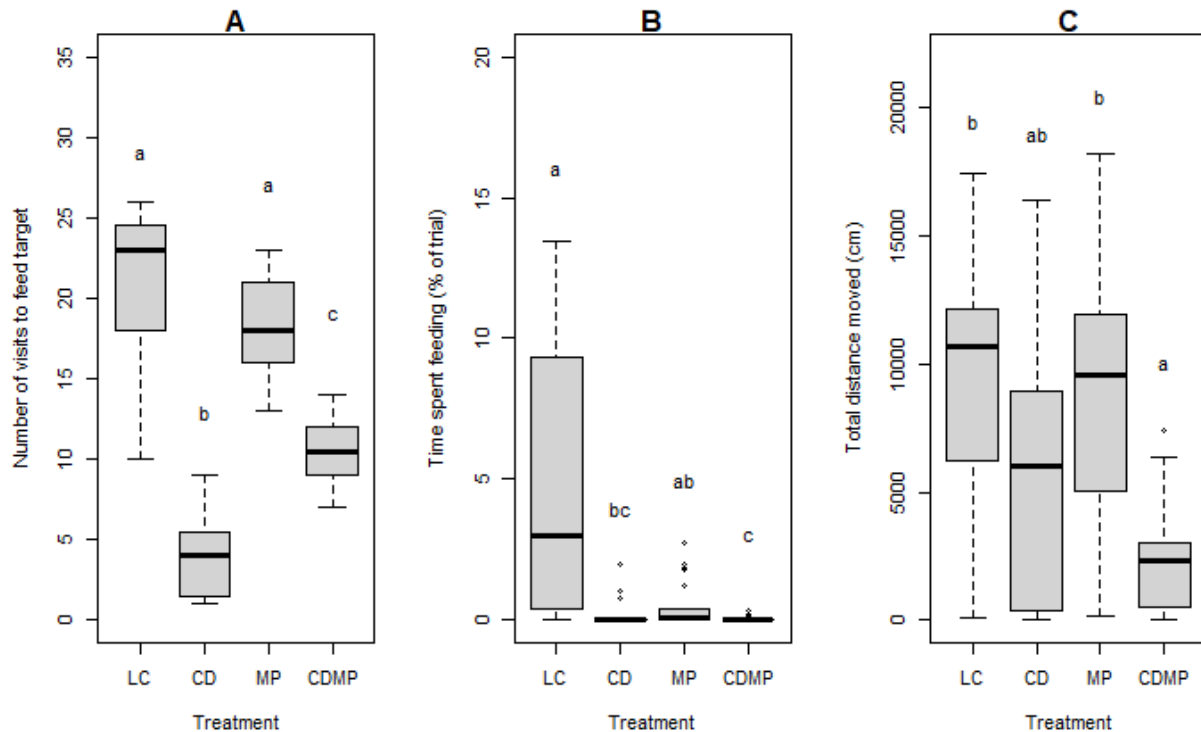 A
Number of visits to feed target
35
30
25
20
15
10
5
0
a
b
a
c
LC CD MP CDMP
Treatment
B
Time spent feeding (% of trial)
20
15
10
5
0
a
bc
ab
c
LC CD MP CDMP
Treatment
C
Total distance moved (cm)
20000
15000
10000
5000
0
b
ab
b
a
LC CD MP CDMP
Treatment